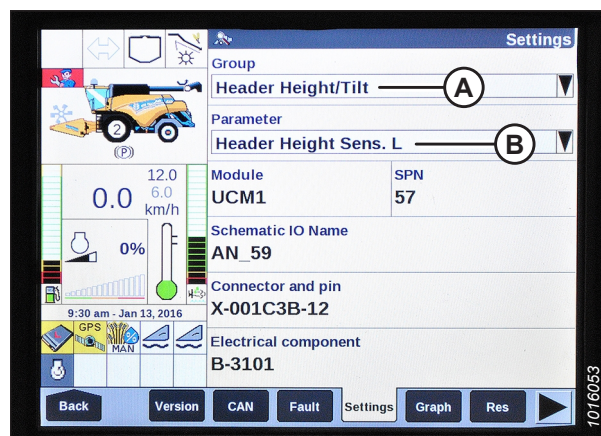 Settings
Group
Header Height/Tilt
A
Parameter
Header Height Sens. L
B
Module
SPN
UCM1
57
Schematic IO Name
AN_59
Connector and pin
X-001C3B-12
Electrical component
B-3101
2
(P)
12.0
6.0
0.0
km/h
0%
9:30 am - Jan 13, 2016
GPS
MAN
Back
Version
CAN
Fault
Settings
Graph
Res
1016053